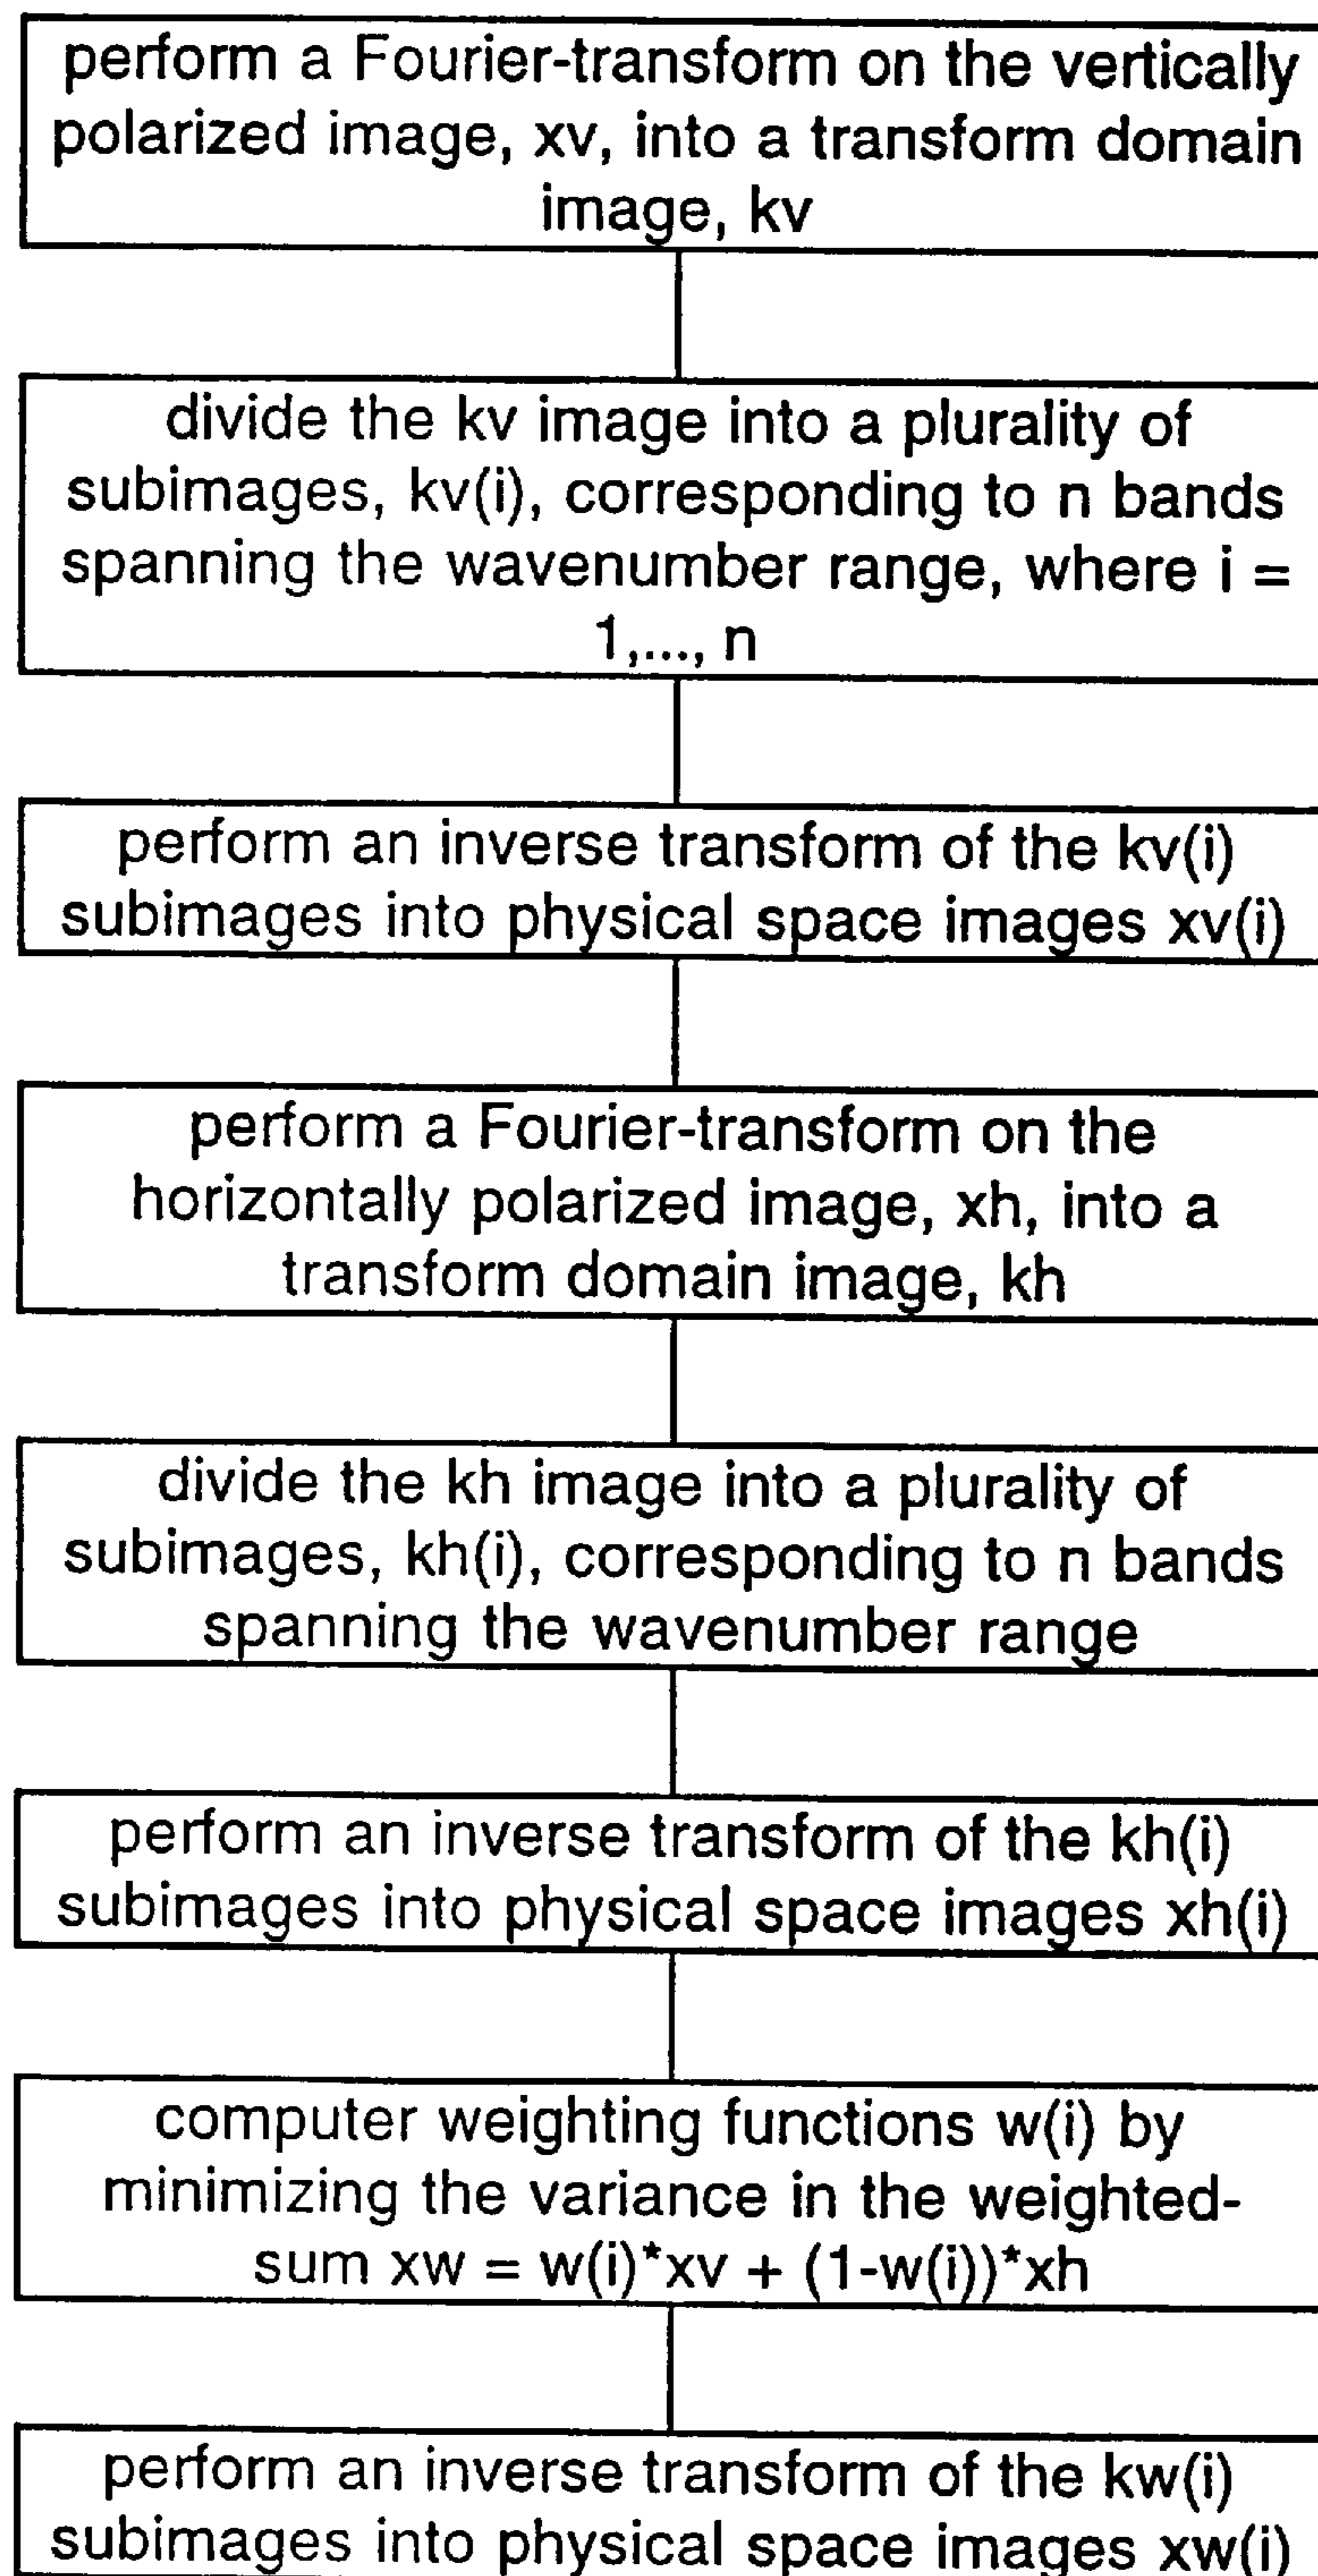 perform a Fourier-transform on the vertically
polarized image, xv, into a transform domain
image, kv
divide the kv image into a plurality of
subimages, kv(i), corresponding to n bands
spanning the wavenumber range, where i =
1,..., n
perform an inverse transform of the kv(i)
subimages into physical space images xv(i)
perform a Fourier-transform on the
horizontally polarized image, xh, into a
transform domain image, kh
divide the kh image into a plurality of
subimages, kh(i), corresponding to n bands
spanning the wavenumber range
perform an inverse transform of the kh(i)
subimages into physical space images xh(i)
computer weighting functions w(i) by
minimizing the variance in the weighted-
sum xw = w(i)*xv + (1-w(i))*xh
perform an inverse transform of the kw(i)
subimages into physical space images xw(i)